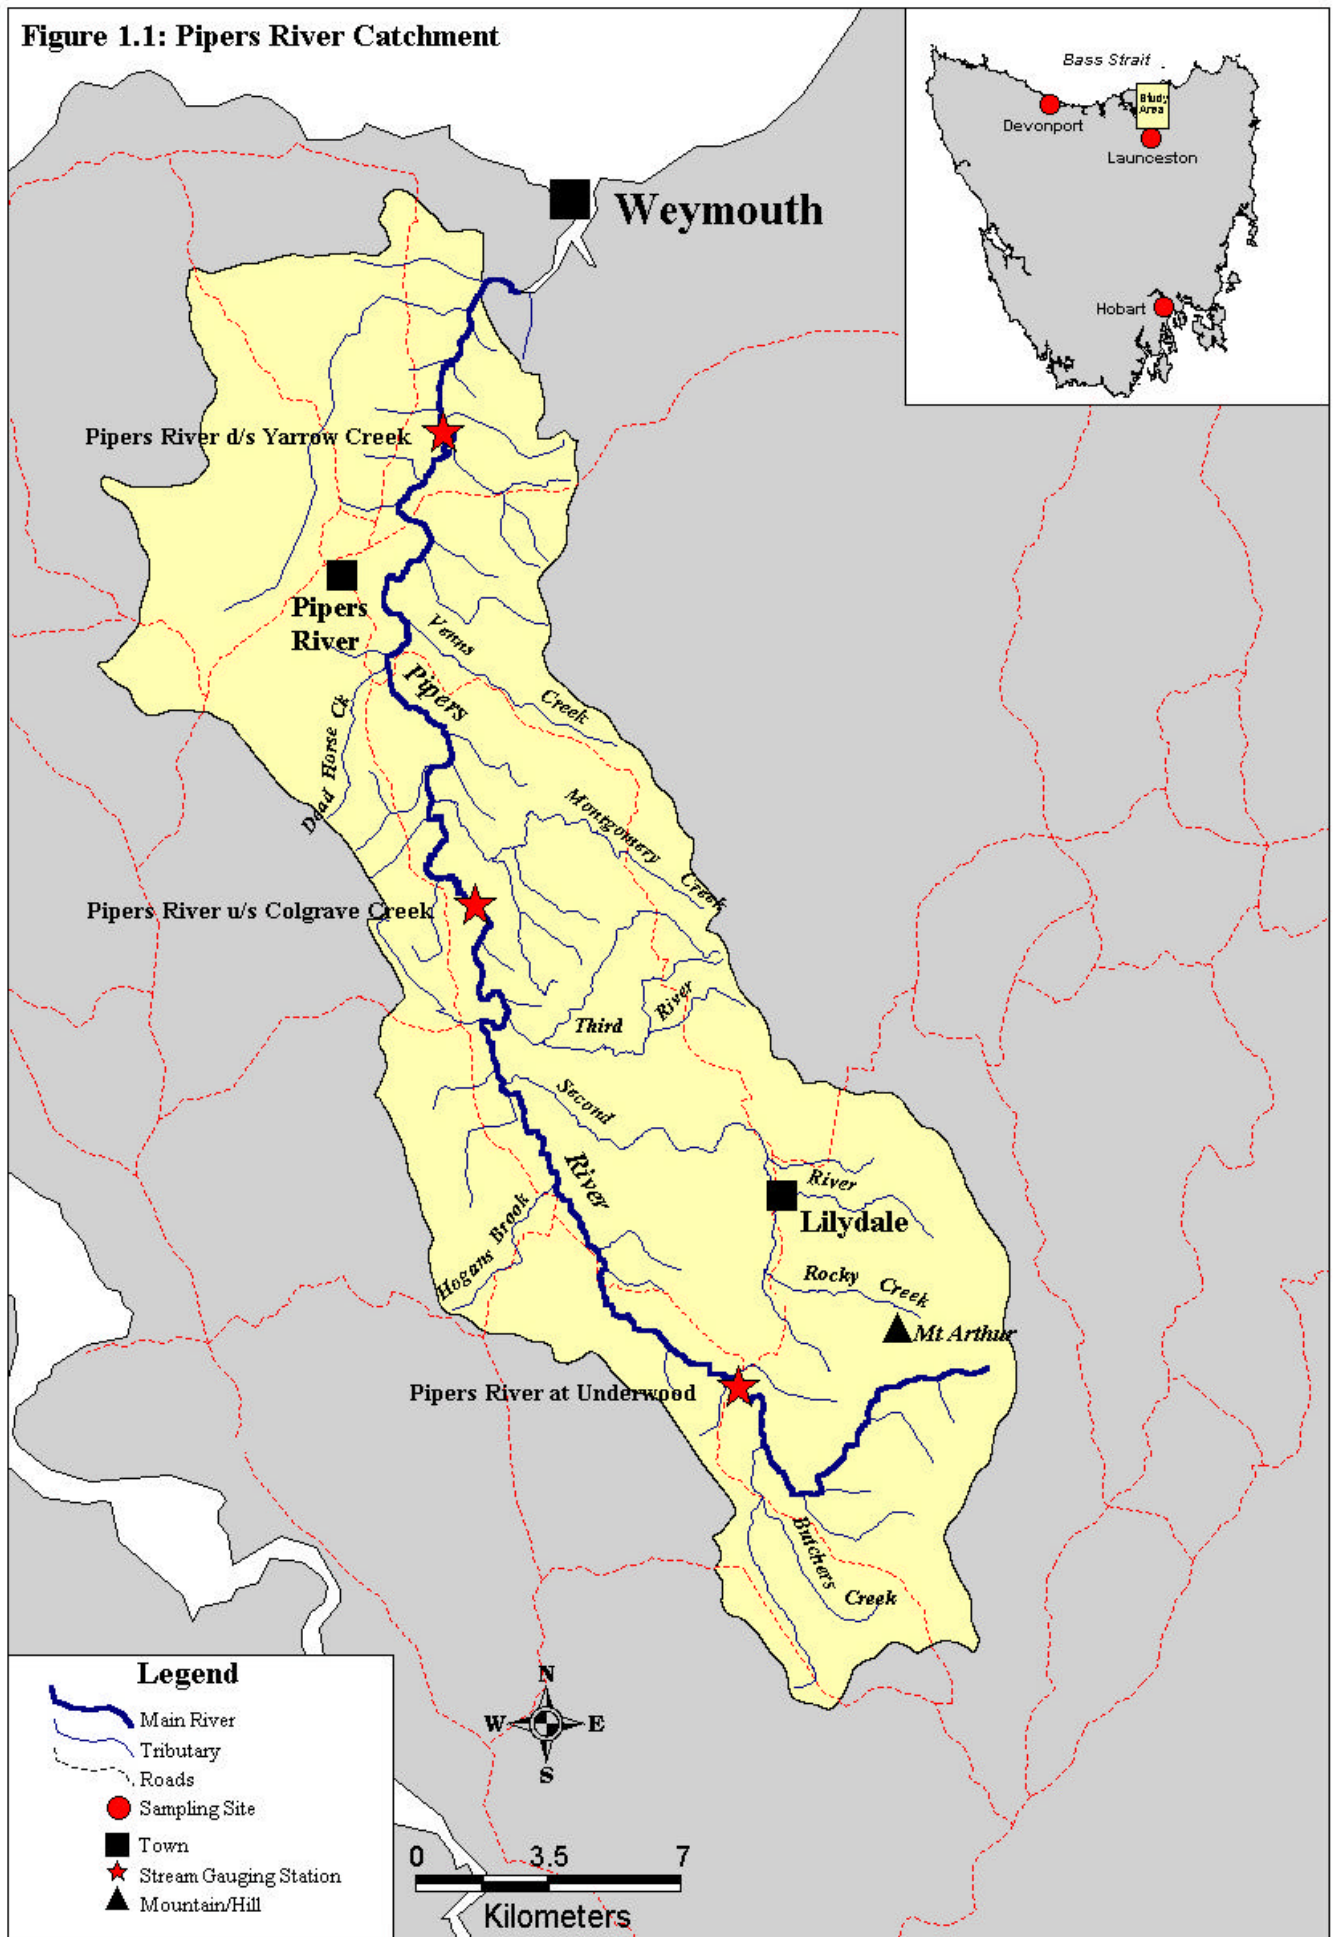 Figure 1.1: Pipers River Catchment
Bass Strait
Study
Area
Devonport
Launceston
Hobart
Weymouth
Pipers River d/s Yarrow Creek
Pipers
River
Venns
Creek
Pipers
Dead Horse Ck
Montgomery
Creek
Pipers River u/s Colgrave Creek
Third
River
Second
River
River
Lilydale
Hogans Brook
Rocky Creek
Mt Arthur
Pipers River at Underwood
Butchers
Creek
Legend
Main River
Tributary
Roads
Sampling Site
Town
Stream Gauging Station
Mountain/Hill
N
W E
S
0 3.5 7
Kilometers